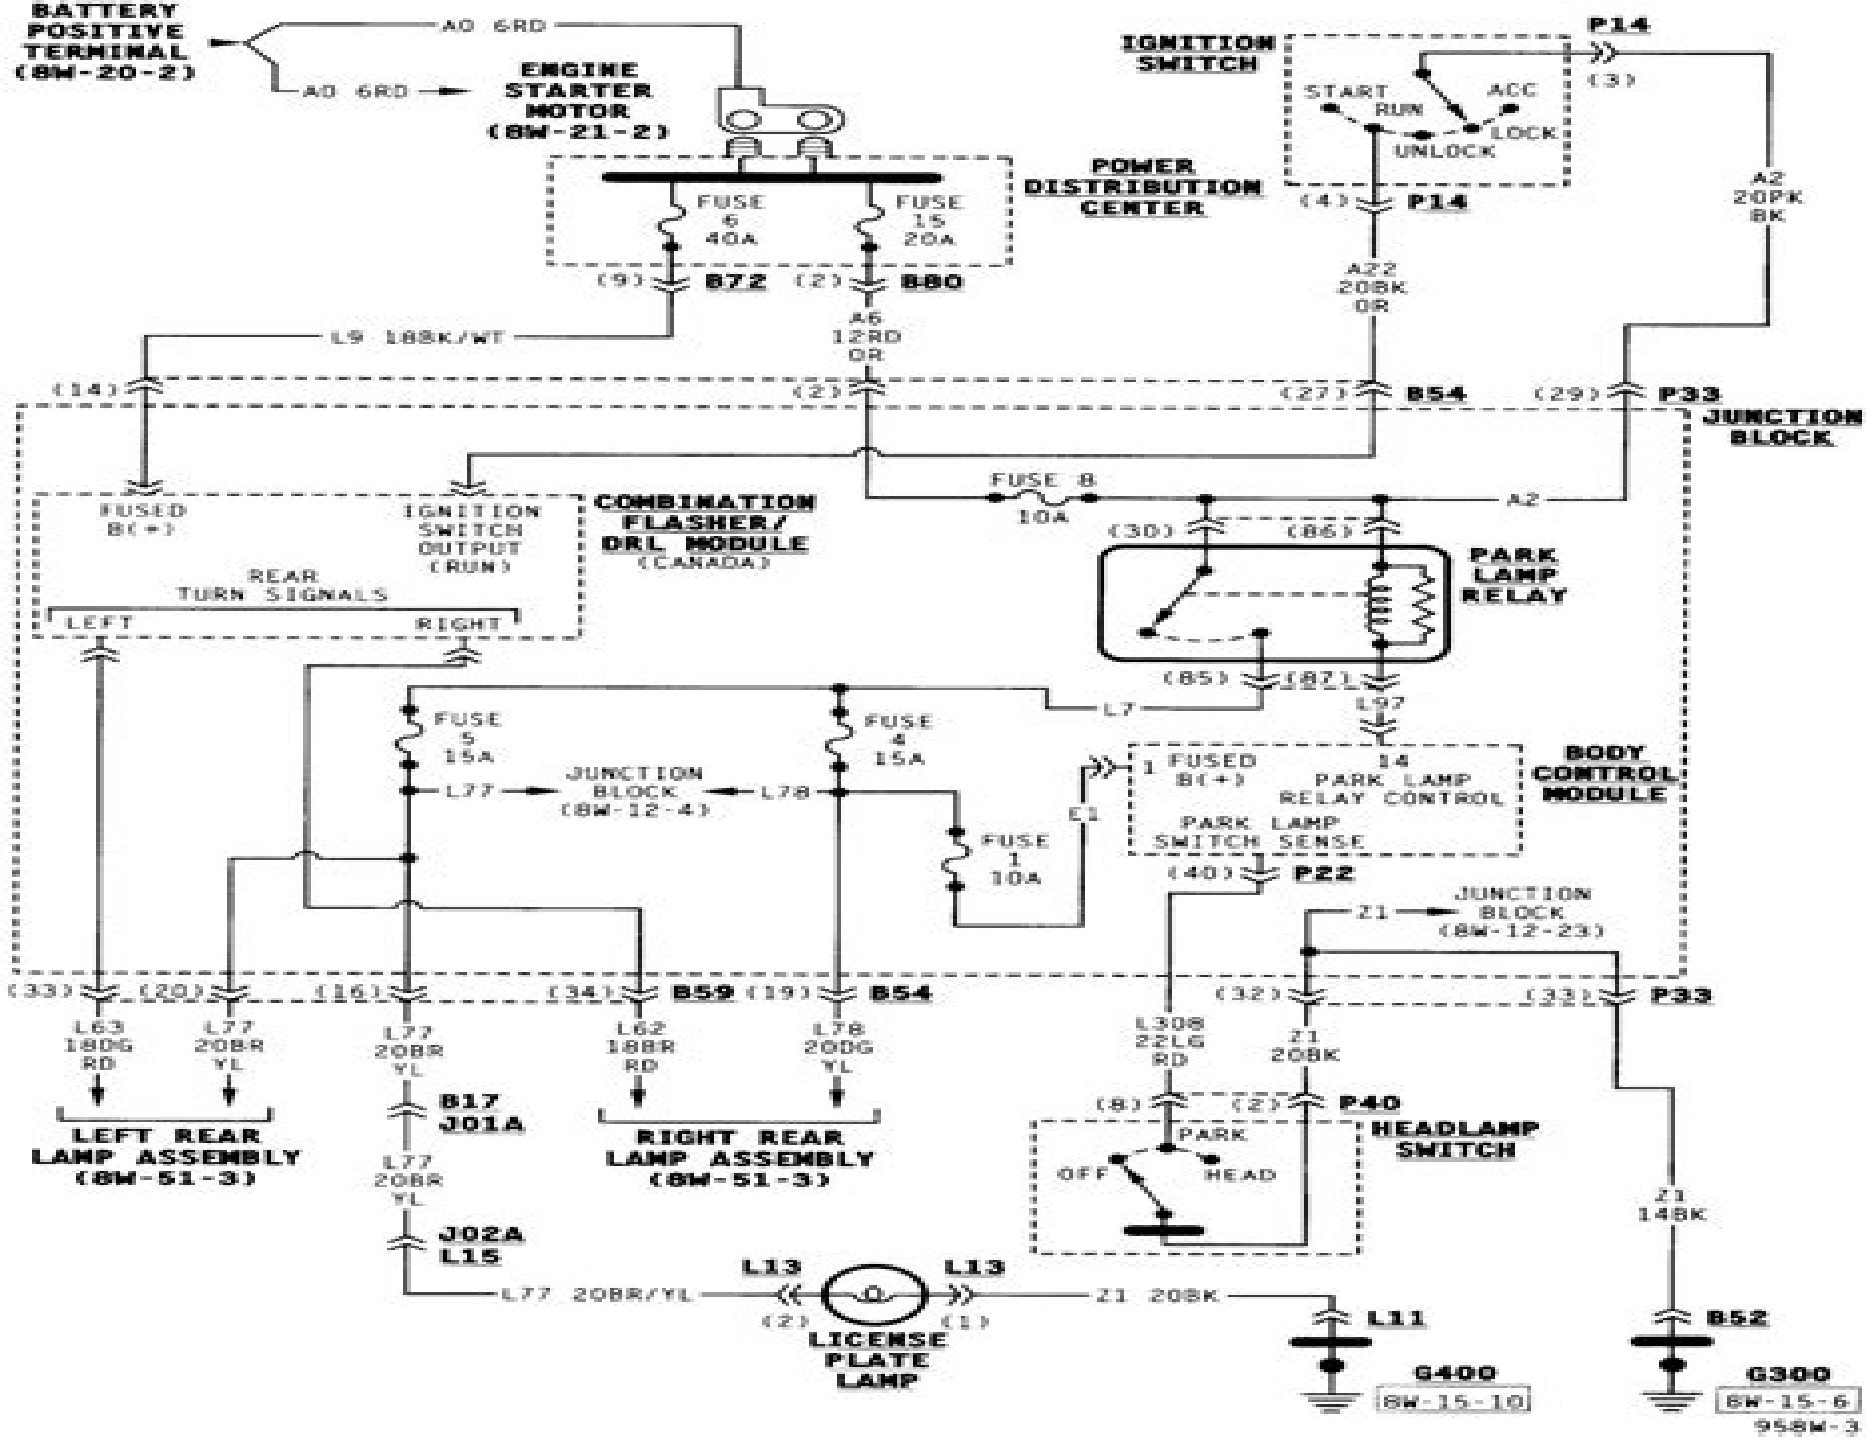 BATTERY
POSITIVE
TERMINAL
(8W-20-2)
A0 6RD
A0 6RD
ENGINE
STARTER
MOTOR
(8W-21-2)
IGNITION
SWITCH
P14
(3)
START
RUN
ACC
LOCK
UNLOCK
(4)
P14
A2
20PK
BK
POWER
DISTRIBUTION
CENTER
FUSE
6
40A
FUSE
15
20A
(9)
B72
(2)
B80
A22
20BK
OR
L9 18BK/WT
A6
12RD
OR
(14)
(2)
(27)
B54
(29)
P33
JUNCTION
BLOCK
FUSED
B(+)
IGNITION
SWITCH
OUTPUT
(RUN)
COMBINATION
FLASHER/
DRL MODULE
(CANADA)
REAR
TURN SIGNALS
LEFT
RIGHT
FUSE 8
10A
A2
(30)
(86)
PARK
LAMP
RELAY
(85)
(87)
L7
L97
FUSE
5
15A
FUSE
4
15A
L77
JUNCTION
BLOCK
(8W-12-4)
L78
E1
1
FUSED
B(+)
14
PARK LAMP
RELAY CONTROL
PARK LAMP
SWITCH SENSE
BODY
CONTROL
MODULE
FUSE
1
10A
(40)
P22
Z1
JUNCTION
BLOCK
(8W-12-23)
(33)
(20)
(16)
(34)
B59
(19)
B54
(32)
(33)
P33
L63
18DG
RD
L77
20BR
YL
L77
20BR
YL
L62
18BR
RD
L78
20DG
YL
L308
22LG
RD
Z1
20BK
B17
J01A
(8)
(2)
P40
LEFT REAR
LAMP ASSEMBLY
(8W-51-3)
RIGHT REAR
LAMP ASSEMBLY
(8W-51-3)
PARK
OFF
HEAD
HEADLAMP
SWITCH
L77
20BR
YL
Z1
14BK
J02A
L15
L77 20BR/YL
L13
(2)
L13
(1)
LICENSE
PLATE
LAMP
Z1 20BK
L11
G400
8W-15-10
B52
G300
8W-15-6
958W-3